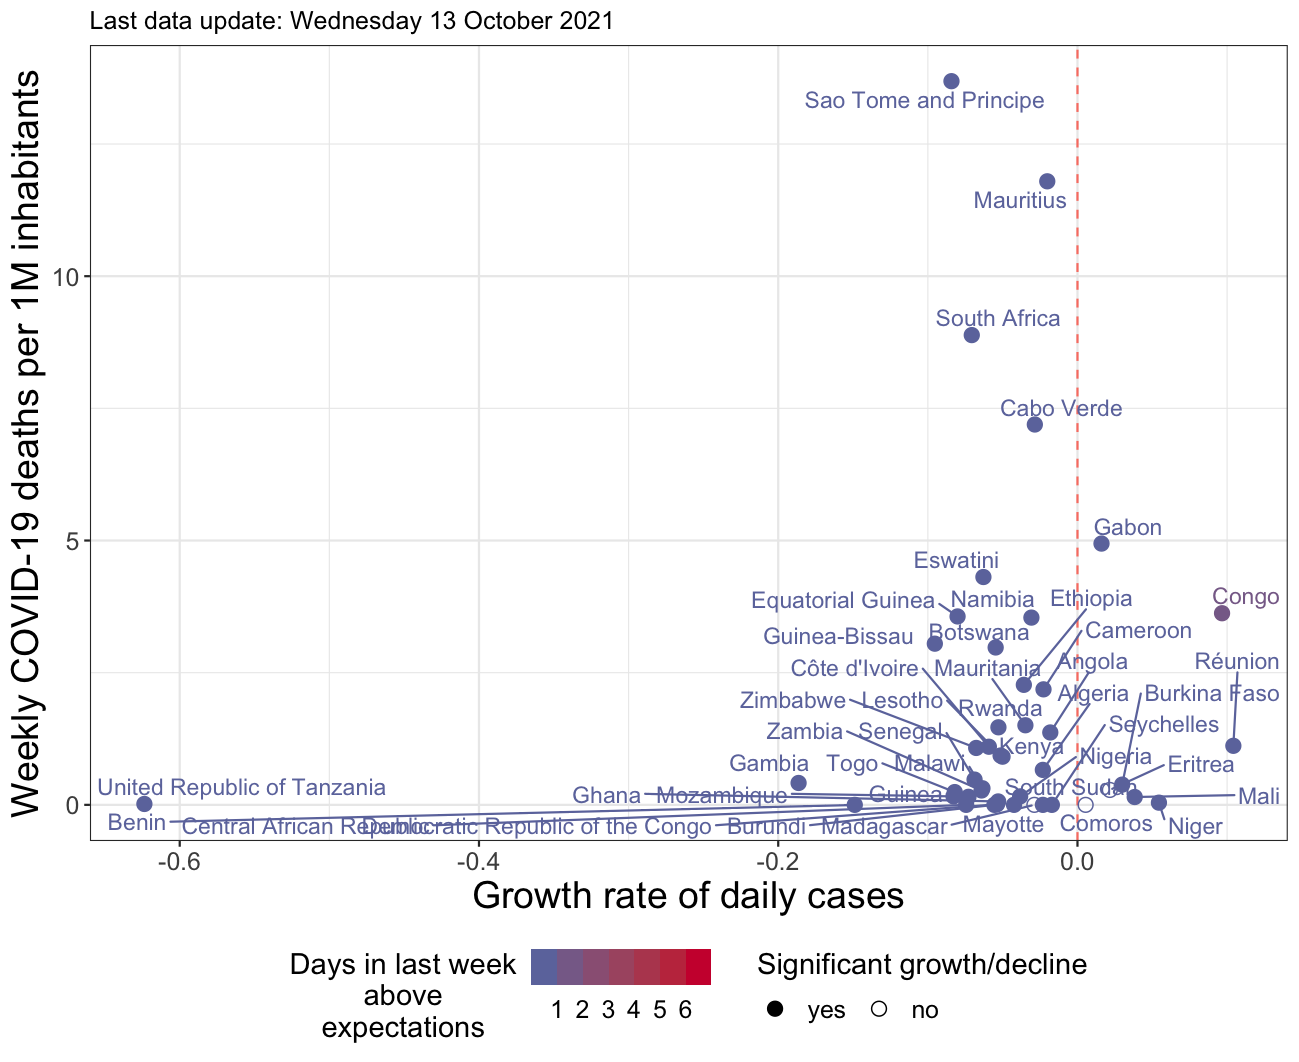 Last data update: Wednesday 13 October 2021
Weekly COVID-19 deaths per 1M inhabitants
10
5
0
Sao Tome and Principe
Mauritius
South Africa
Cabo Verde
Gabon
Eswatini
Equatorial Guinea
Namibia
Ethiopia
Congo
Guinea-Bissau
Botswana
Cameroon
Côte d'Ivoire
Mauritania
Angola
Réunion
Zimbabwe
Lesotho
Rwanda
Algeria
Burkina Faso
Zambia
Senegal
Kenya
Seychelles
Gambia
Togo
Malawi
Nigeria
Eritrea
United Republic of Tanzania
Ghana
Mozambique
Guinea
South Sudan
Mali
Benin
Central African Republic
Democratic Republic of the Congo
Burundi
Madagascar
Mayotte
Comoros
Niger
-0.6
-0.4
-0.2
0.0
Growth rate of daily cases
Days in last week
above
expectations
1 2 3 4 5 6
Significant growth/decline
yes
no